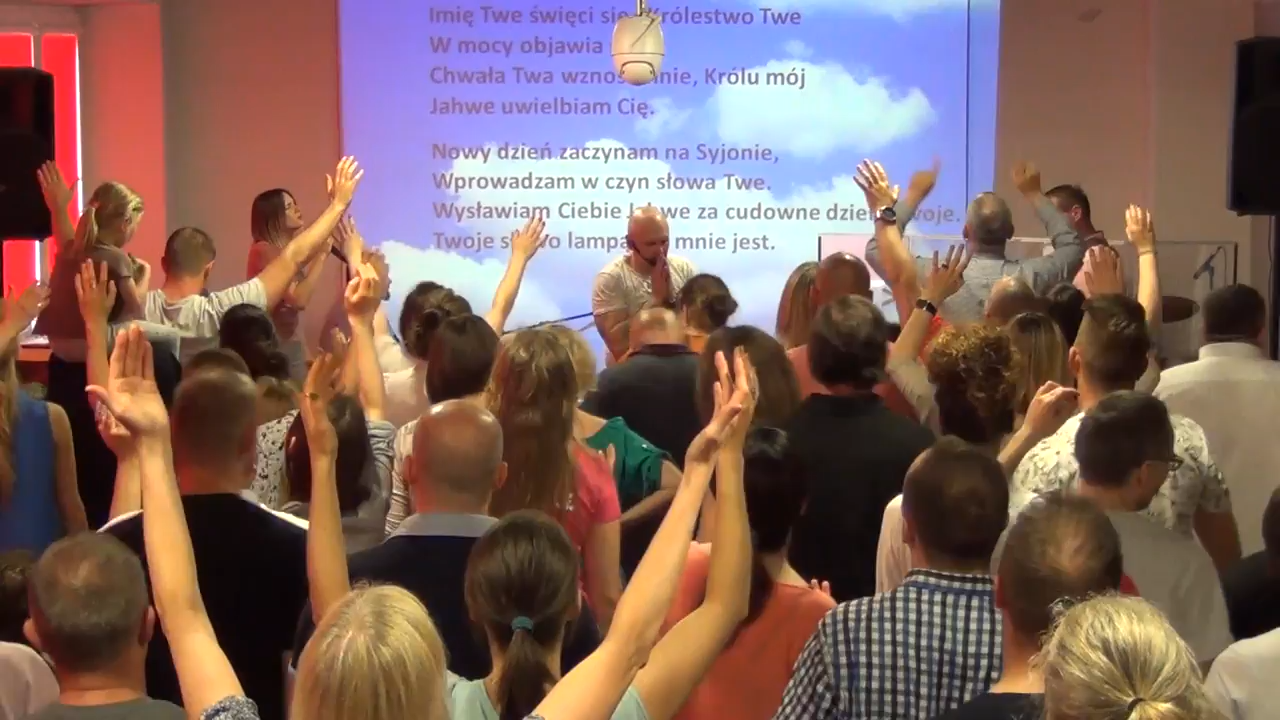 Imię Twe święci się Królestwo Twe
W mocy objawia
Chwała Twa Królu mój
Jahwe uwielbiam Cię.
Nowy dzień zaczynam na Syjonie,
Wprowadzam w czyn słowa Twe.
Wysławiam Ciebie Jahwe za cudowne
Twoje mnie jest.